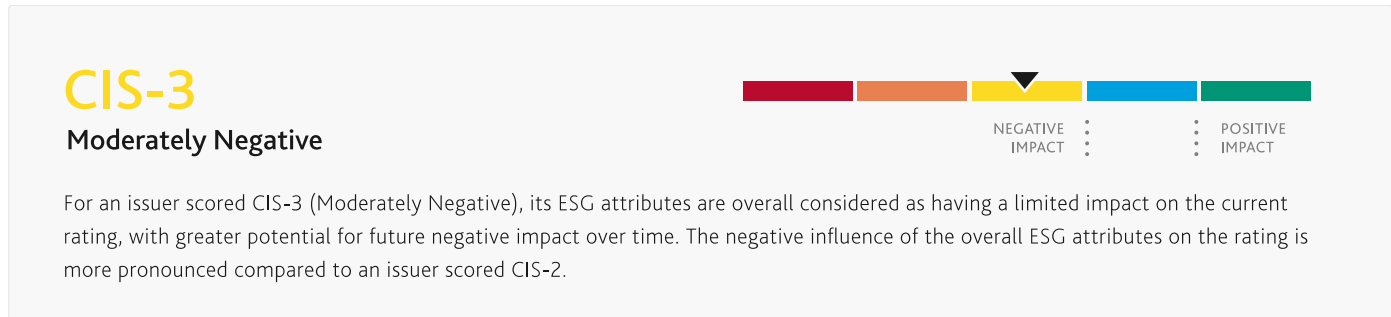 CIS-3
Moderately Negative
NEGATIVE
IMPACT
POSITIVE
IMPACT
For an issuer scored CIS-3 (Moderately Negative), its ESG attributes are overall considered as having a limited impact on the current
rating, with greater potential for future negative impact over time. The negative influence of the overall ESG attributes on the rating is
more pronounced compared to an issuer scored CIS-2.